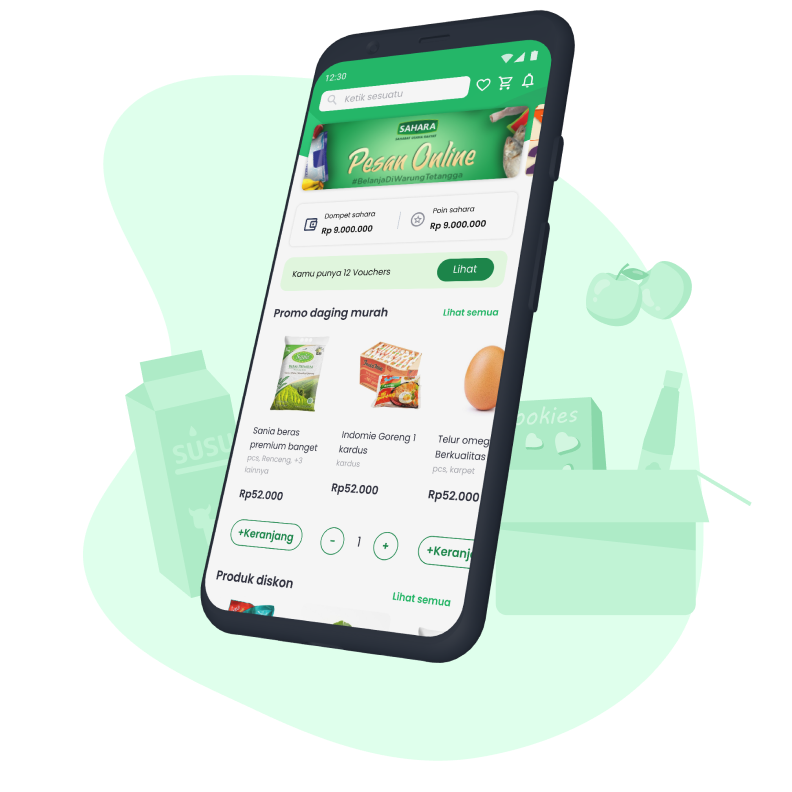 12:30
Ketik sesuatu
SAHARA
Pesan Online
#BelanjaDiWarungTetangga
Dompet sahara
Rp 9.000.000
Poin sahara
Rp 9.000.000
Kamu punya 12 Vouchers
Lihat
Promo daging murah
Lihat semua
Sania beras
premium banget
pcs, Renceng, +3
lainnya
Rp52.000
Indomie Goreng 1
kardus
kardus
Rp52.000
Telur omeg
Berkualitas
pcs, karpet
Rp52.000
+Keranjang
-
1
+
+Keranj
Produk diskon
Lihat semua
SUSU
ookies